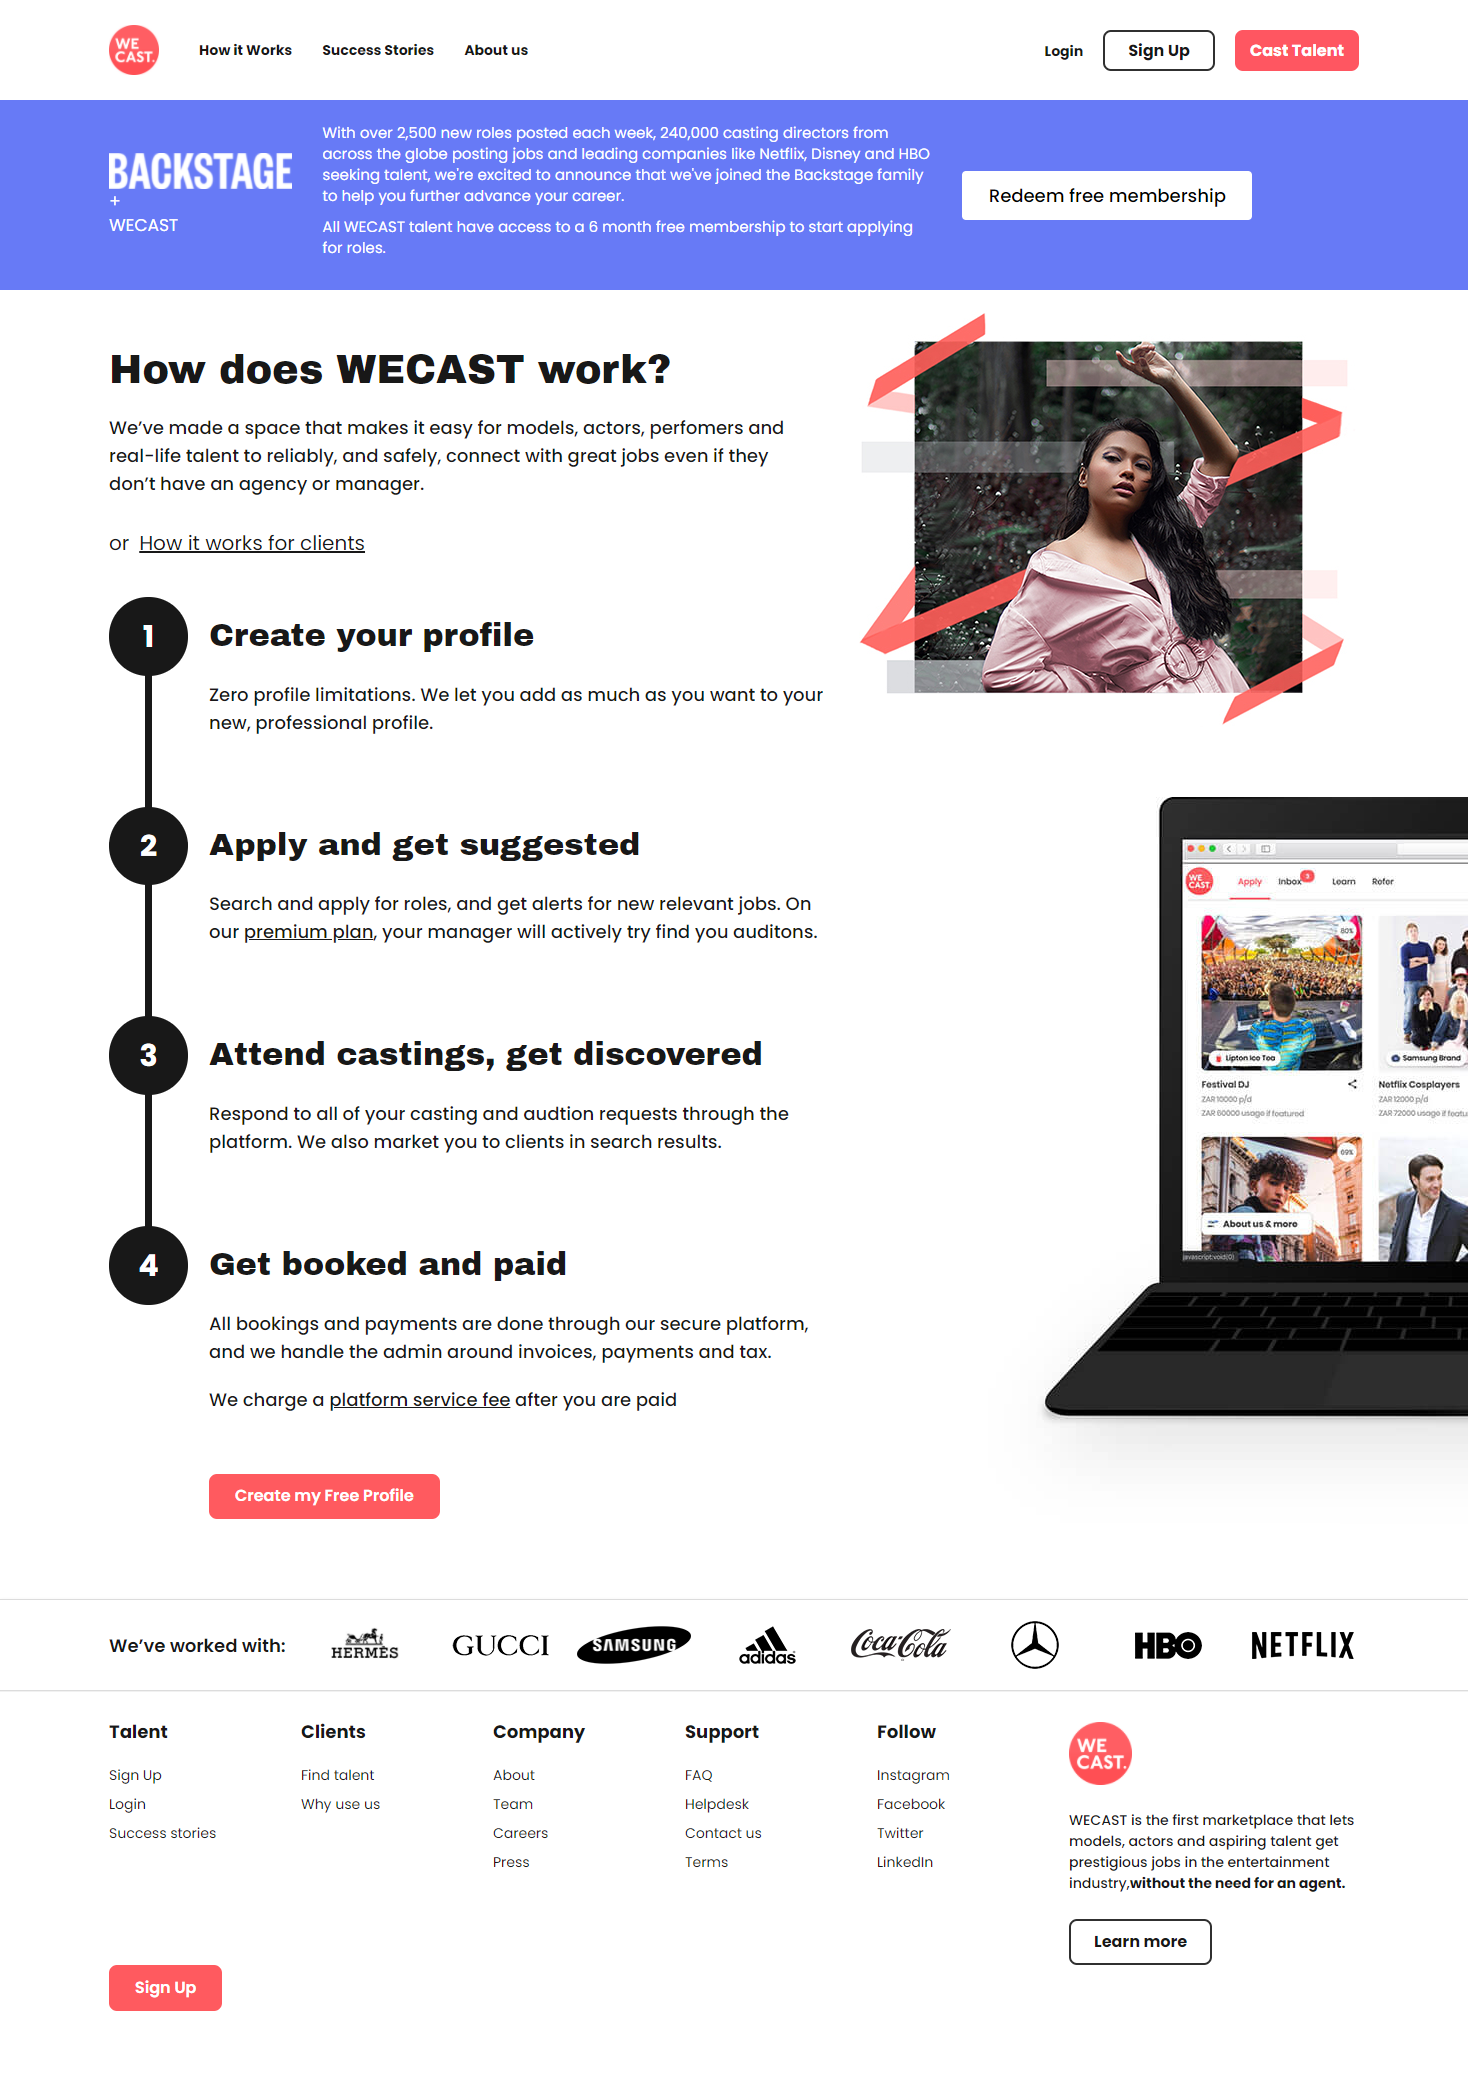 WE
CAST.
How it Works
Success Stories
About us
Login
Sign Up
Cast Talent
BACKSTAGE
+
WECAST
With over 2,500 new roles posted each week, 240,000 casting directors from
across the globe posting jobs and leading companies like Netflix, Disney and HBO
seeking talent, we're excited to announce that we've joined the Backstage family
to help you further advance your career.
All WECAST talent have access to a 6 month free membership to start applying
for roles.
Redeem free membership
How does WECAST work?
We've made a space that makes it easy for models, actors, perfomers and
real-life talent to reliably, and safely, connect with great jobs even if they
don't have an agency or manager.
or How it works for clients
1
Create your profile
Zero profile limitations. We let you add as much as you want to your
new, professional profile.
2
Apply and get suggested
Search and apply for roles, and get alerts for new relevant jobs. On
our premium plan, your manager will actively try find you auditons.
3
Attend castings, get discovered
Respond to all of your casting and audtion requests through the
platform. We also market you to clients in search results.
4
Get booked and paid
All bookings and payments are done through our secure platform,
and we handle the admin around invoices, payments and tax.
We charge a platform service fee after you are paid
Create my Free Profile
WE
CAST.
Apply
Inbox
3
Learn
Refer
80%
Lipton Ice Tea
Samsung Brand
Festival DJ
Netflix Cosplayers
ZAR 10000 p/d
ZAR 12000 p/d
ZAR 60000 usage if featured
ZAR 72000 usage if featu
69%
About us & more
javascript:void(0)
We've worked with:
HERMÈS
GUCCI
SAMSUNG
adidas
Coca-Cola
HBO
NETFLIX
Talent
Sign Up
Login
Success stories
Clients
Find talent
Why use us
Company
About
Team
Careers
Press
Support
FAQ
Helpdesk
Contact us
Terms
Follow
Instagram
Facebook
Twitter
LinkedIn
WE
CAST.
WECAST is the first marketplace that lets
models, actors and aspiring talent get
prestigious jobs in the entertainment
industry,without the need for an agent.
Learn more
Sign Up